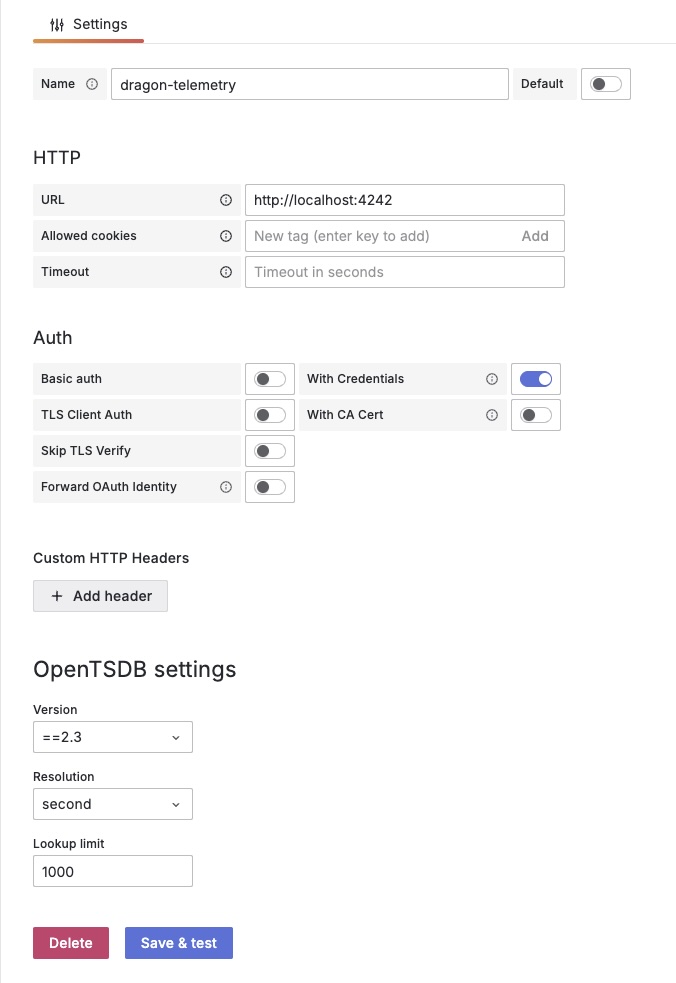 Settings
Name dragon-telemetry Default
HTTP
URL http://localhost:4242
Allowed cookies New tag (enter key to add) Add
Timeout Timeout in seconds
Auth
Basic auth With Credentials
TLS Client Auth With CA Cert
Skip TLS Verify
Forward OAuth Identity
Custom HTTP Headers
+ Add header
OpenTSDB settings
Version
==2.3
Resolution
second
Lookup limit
1000
Delete Save & test